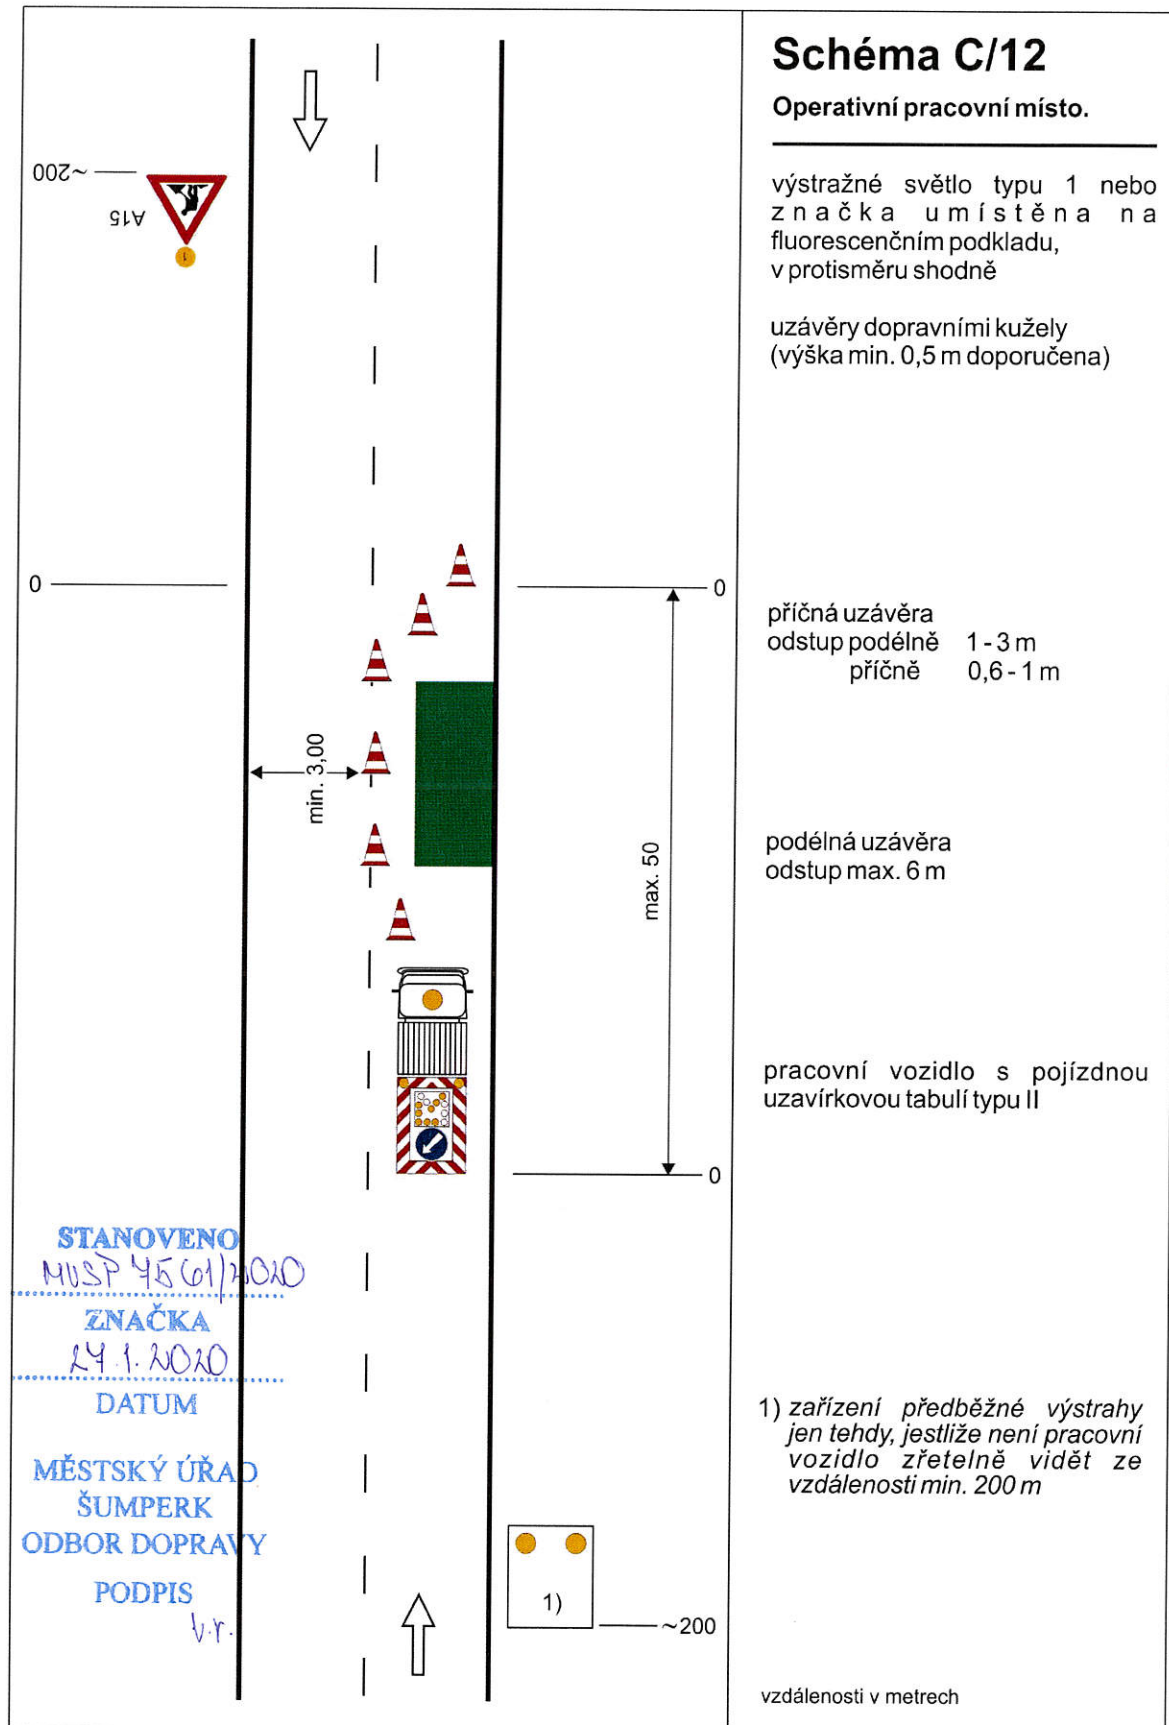 Schéma C/12
Operativní pracovní místo.
výstražné světlo typu 1 nebo
značka umístěna na
fluorescenčním podkladu,
v protisměru shodně
uzávěry dopravními kužely
(výška min. 0,5 m doporučena)
příčná uzávěra
odstup podélně 1 - 3 m
příčně 0,6 - 1 m
podélná uzávěra
odstup max. 6 m
pracovní vozidlo s pojízdnou
uzavírkovou tabulí typu II
1) zařízení předběžné výstrahy
jen tehdy, jestliže není pracovní
vozidlo zřetelně vidět ze
vzdálenosti min. 200 m
vzdálenosti v metrech
~200
A15
1
0
0
min. 3,00
max. 50
0
1)
~200
STANOVENO
MUSP 7561/2020
ZNAČKA
27.1.2020
DATUM
MĚSTSKÝ ÚŘAD
ŠUMPERK
ODBOR DOPRAVY
PODPIS
v.r.